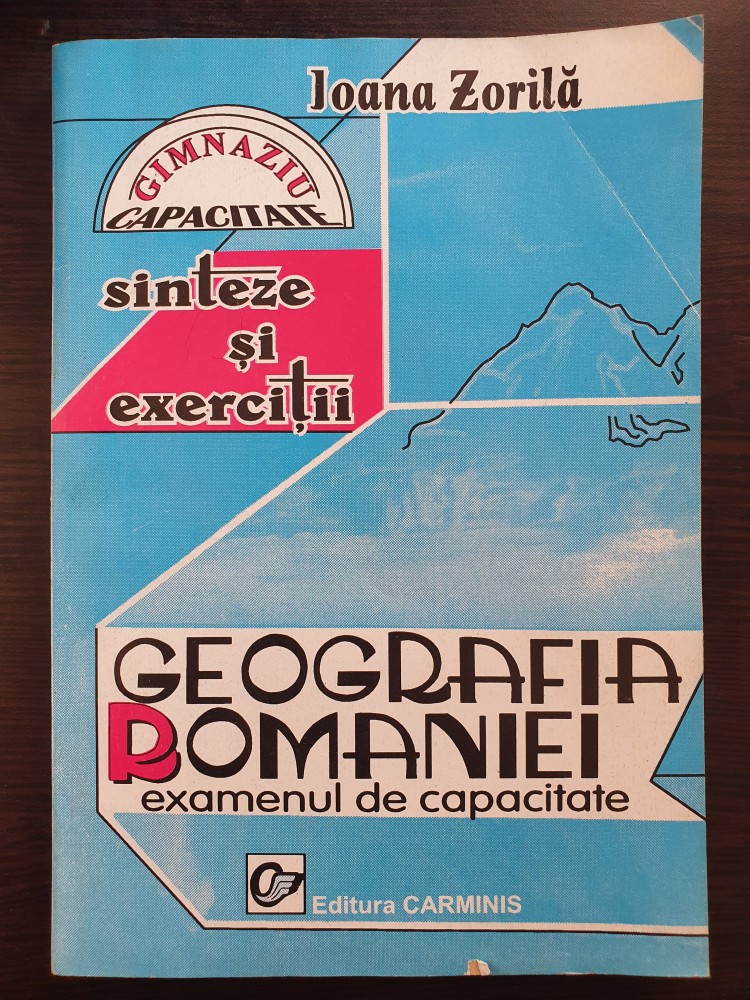 Ioana Zorilă
GIMNAZIU
CAPACITATE
sinteze
și
exerciții
GEOGRAFIA
ROMANIEI
examenul de capacitate
Editura CARMINIS